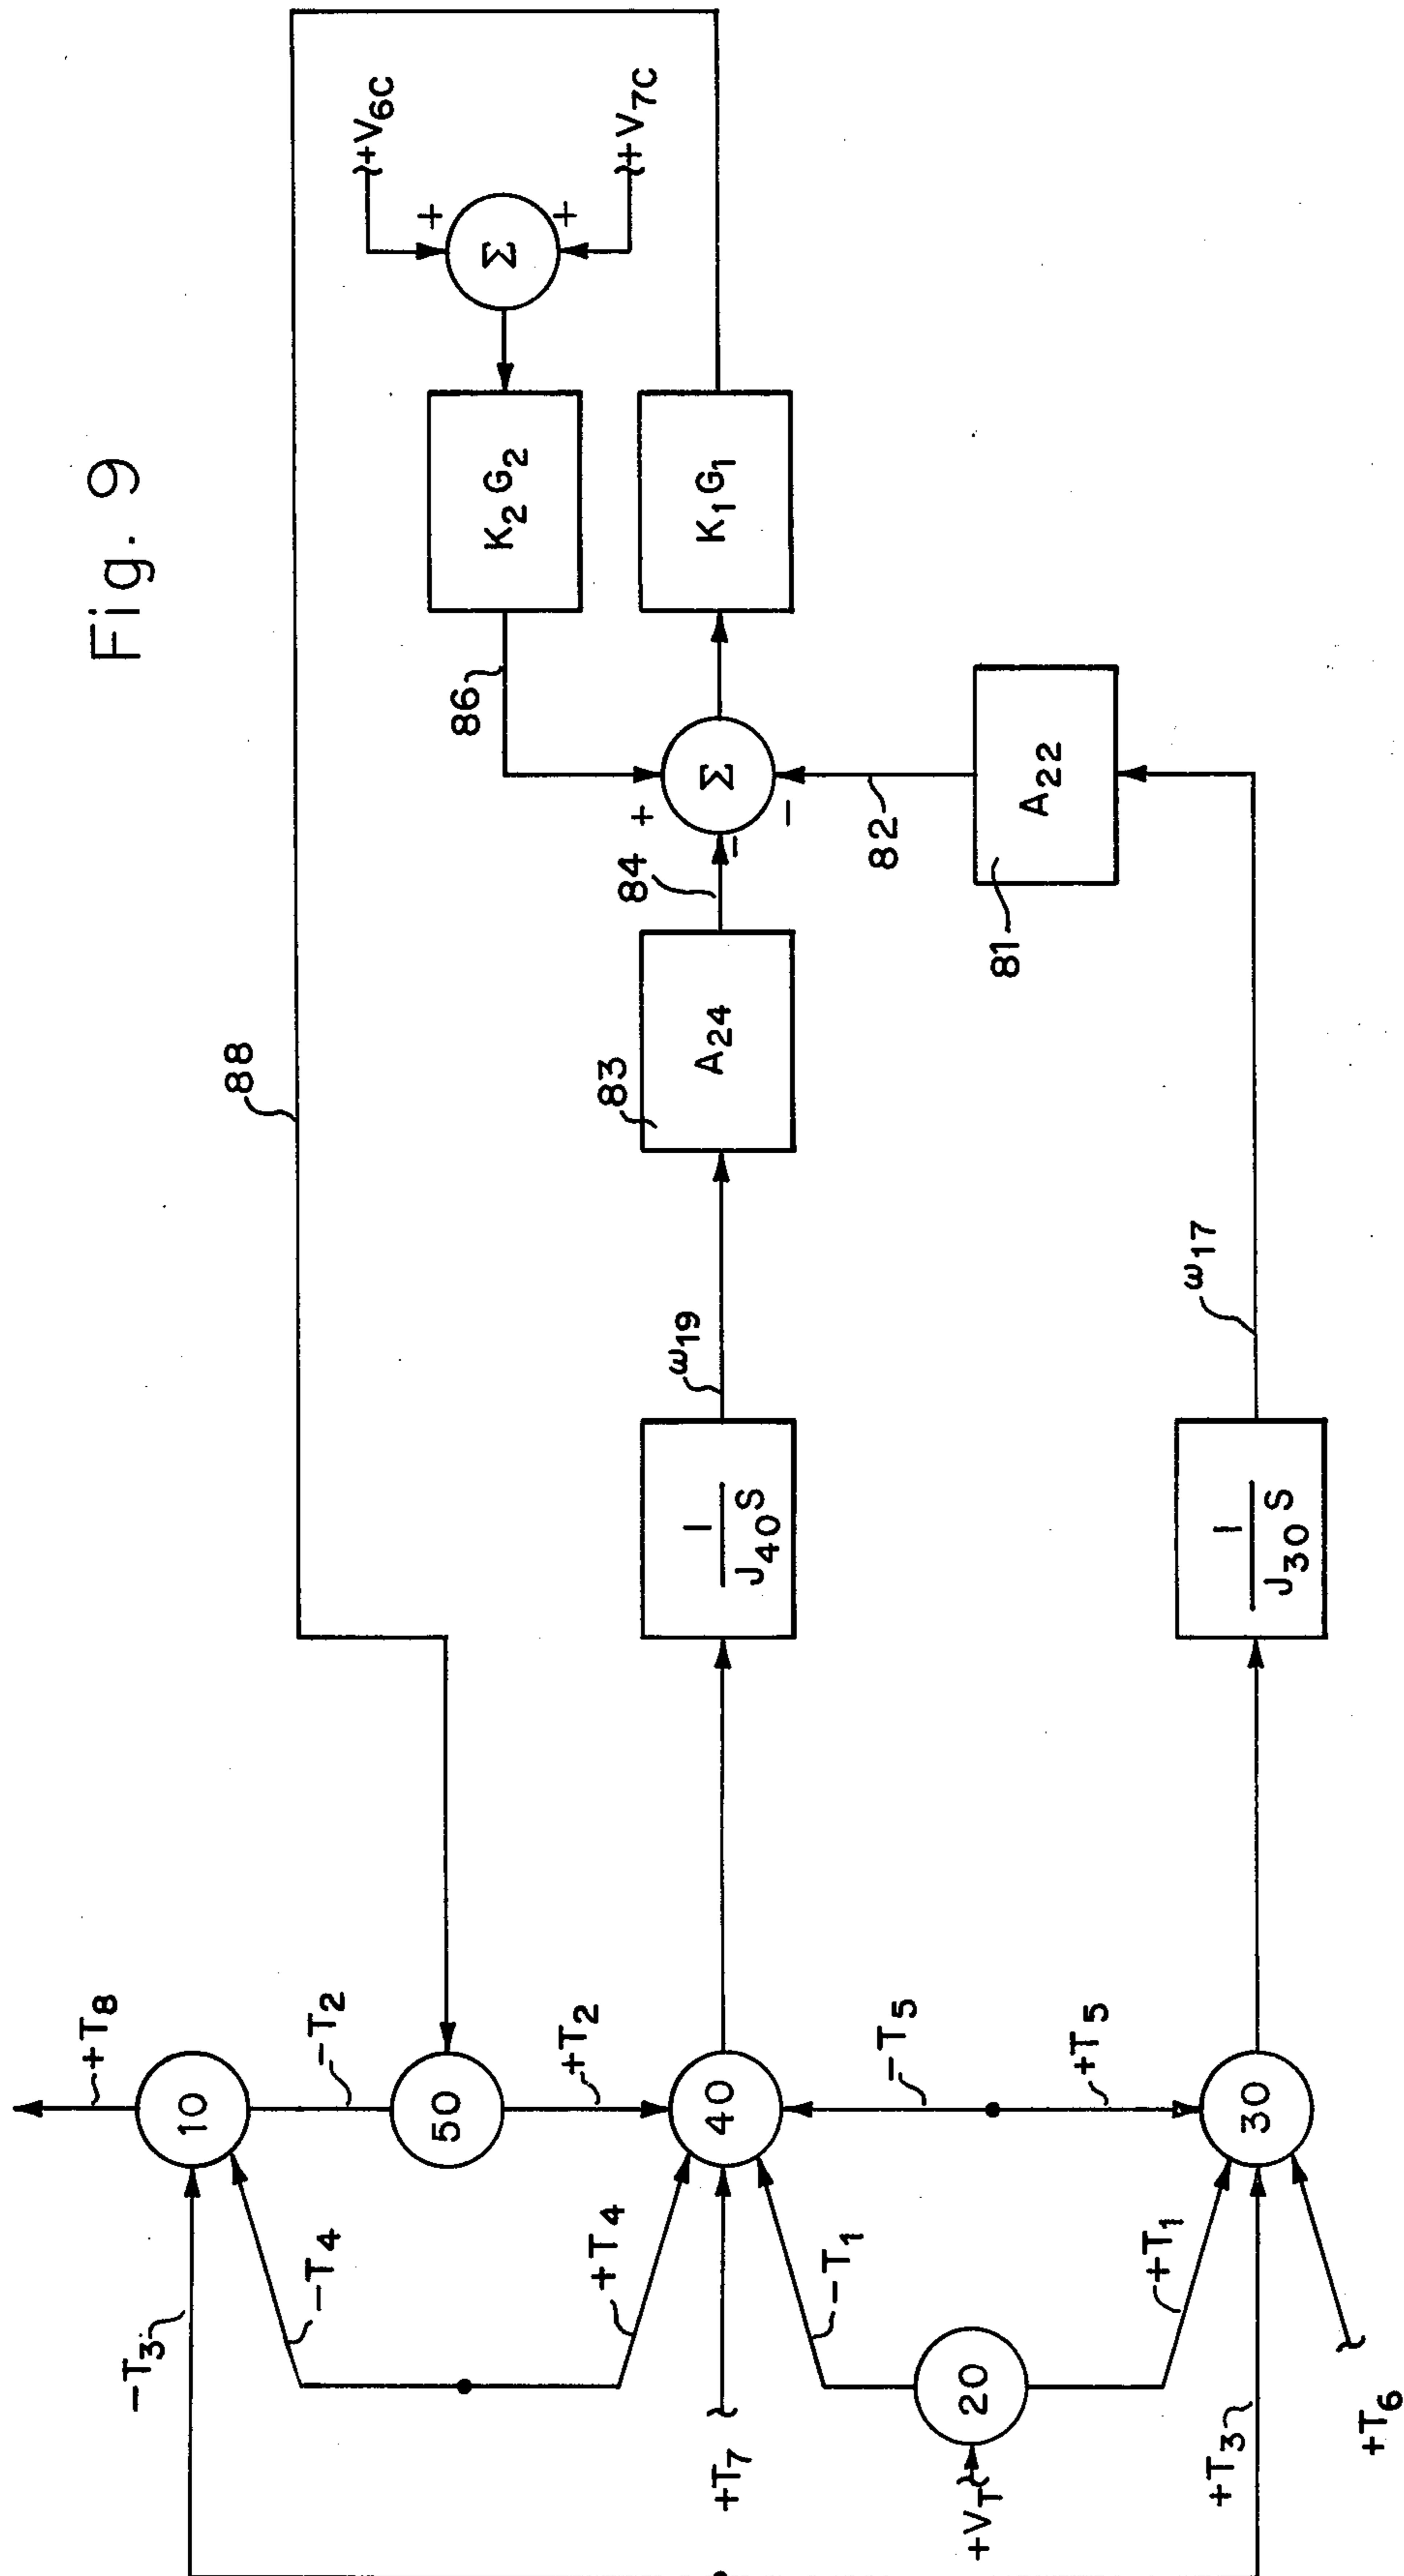 Fig. 9
88
+V6C
+
Σ
+
+V7C
K2 G2
86
K1 G1
+
Σ
-
-
84
82
A22
81
A24
83
ω19
ω17
1
J40 S
1
J30 S
+T8
10
-T2
50
+T2
40
-T5
+T5
30
-T3
-T4
+T4
+T7
-T1
20
+VT
+T1
+T3
+T6